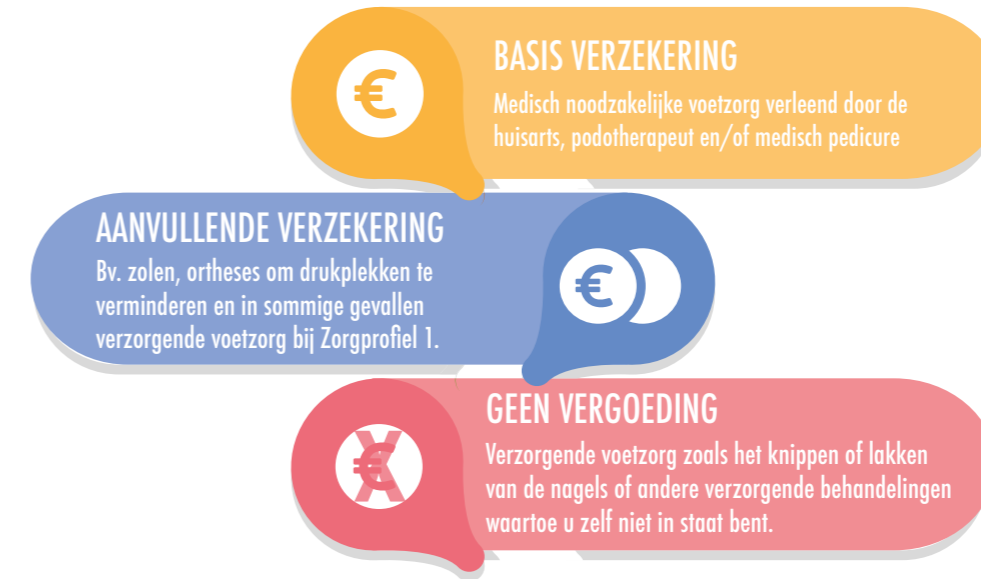 €
BASIS VERZEKERING
Medisch noodzakelijke voetzorg verleend door de
huisarts, podotherapeut en/of medisch pedicure
AANVULLENDE VERZEKERING
Bv. zolen, ortheses om drukplekken te
verminderen en in sommige gevallen
verzorgende voetzorg bij Zorgprofiel 1.
€
€
X
GEEN VERGOEDING
Verzorgende voetzorg zoals het knippen of lakken
van de nagels of andere verzorgende behandelingen
waartoe u zelf niet in staat bent.